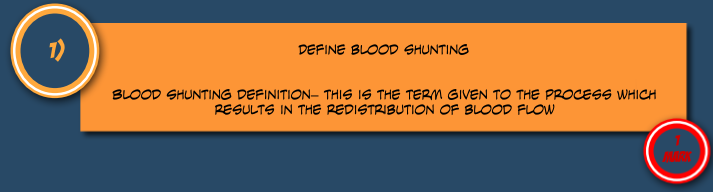 1)
DEFINE BLOOD SHUNTING
BLOOD SHUNTING DEFINITION– THIS IS THE TERM GIVEN TO THE PROCESS WHICH
RESULTS IN THE REDISTRIBUTION OF BLOOD FLOW
1